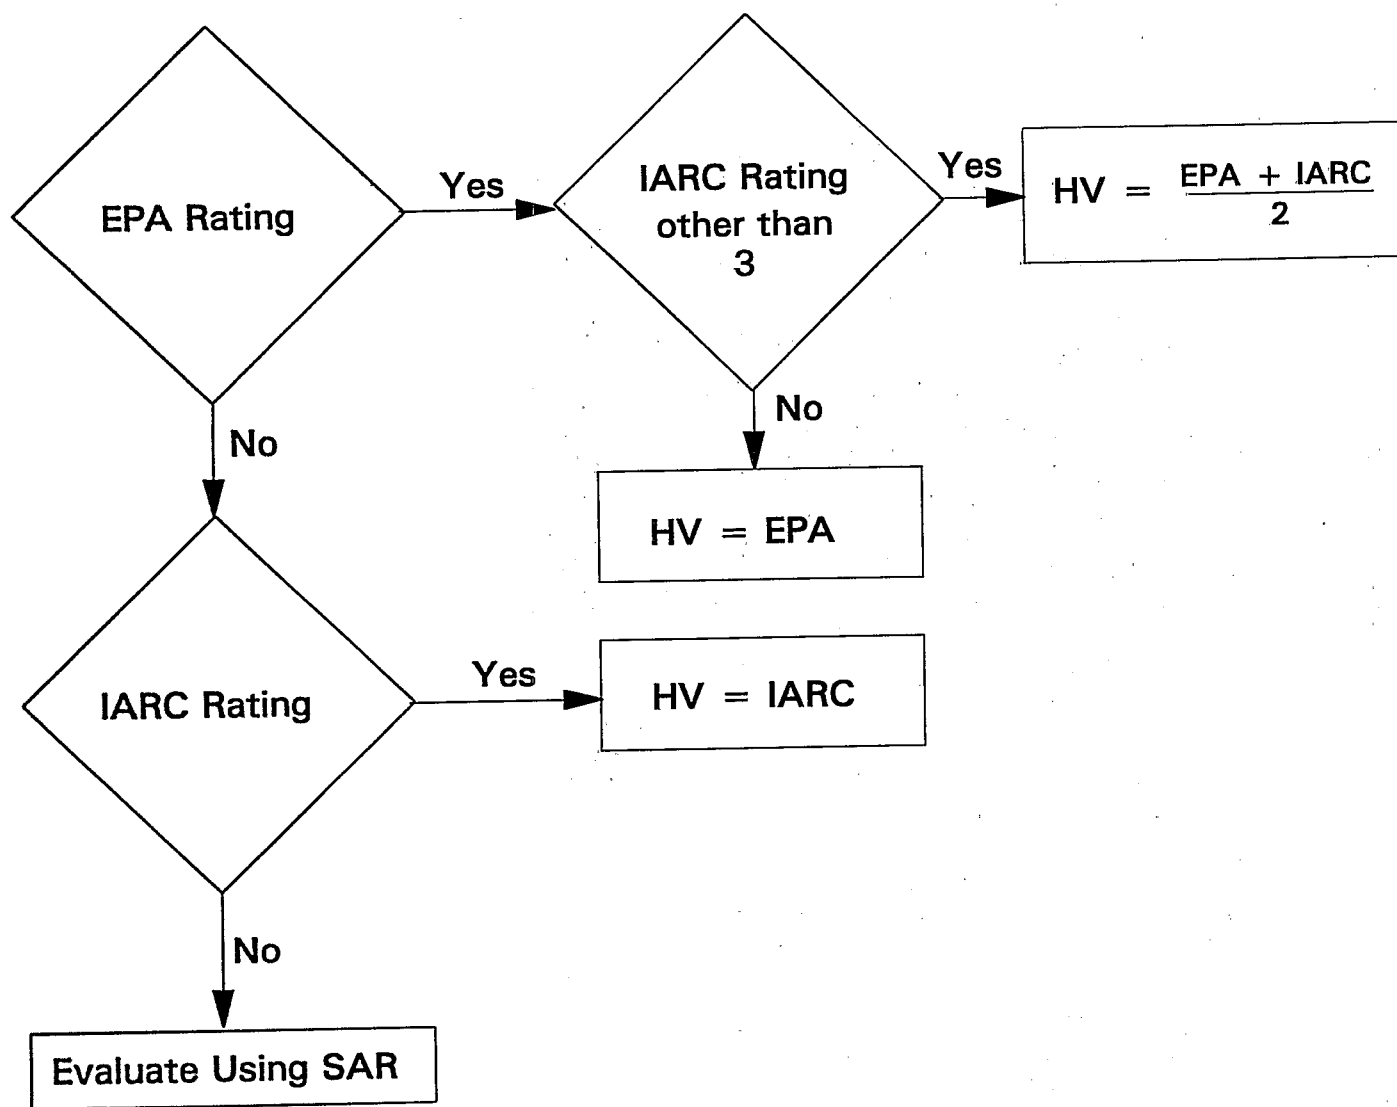 EPA Rating
Yes
IARC Rating
other than
3
Yes
HV = EPA + IARC
2
No
HV = EPA
No
IARC Rating
Yes
HV = IARC
No
Evaluate Using SAR